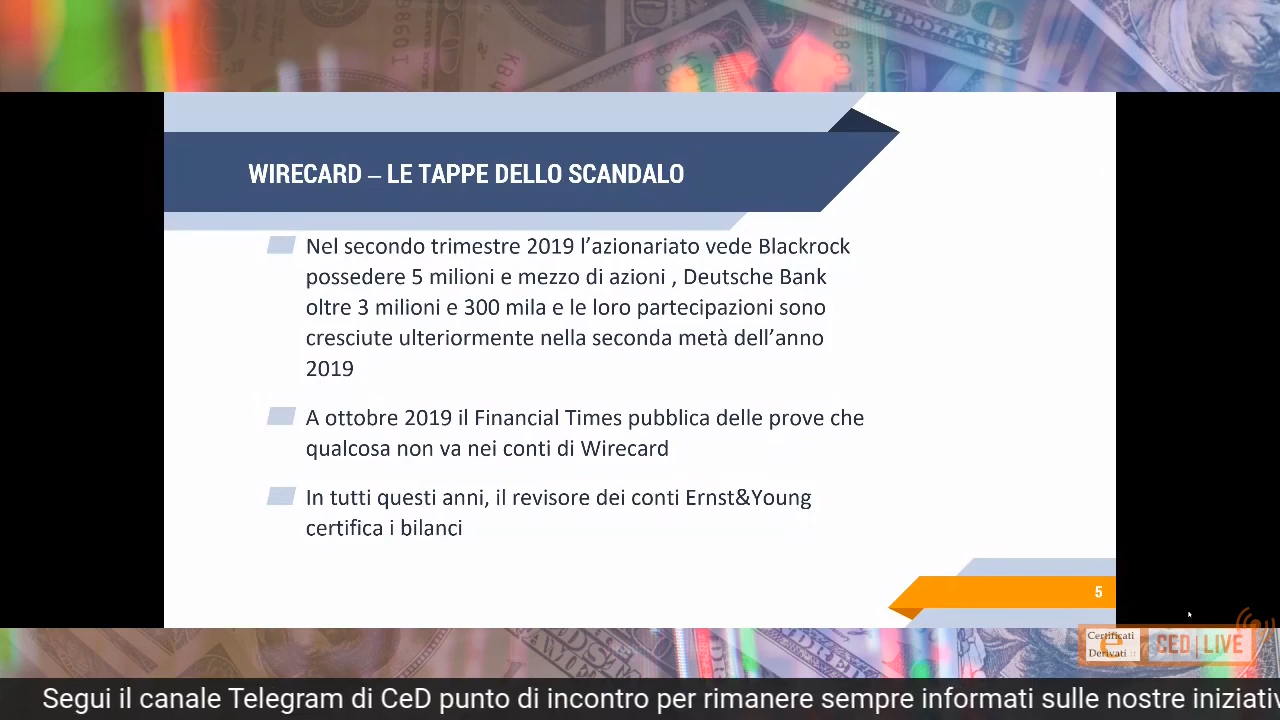 WIRECARD – LE TAPPE DELLO SCANDALO
Nel secondo trimestre 2019 l’azionariato vede Blackrock
possedere 5 milioni e mezzo di azioni , Deutsche Bank
oltre 3 milioni e 300 mila e le loro partecipazioni sono
cresciute ulteriormente nella seconda metà dell’anno
2019
A ottobre 2019 il Financial Times pubblica delle prove che
qualcosa non va nei conti di Wirecard
In tutti questi anni, il revisore dei conti Ernst&Young
certifica i bilanci
5
Certificati
e
Derivati.it
CED|LIVE
Segui il canale Telegram di CeD punto di incontro per rimanere sempre informati sulle nostre iniziativ